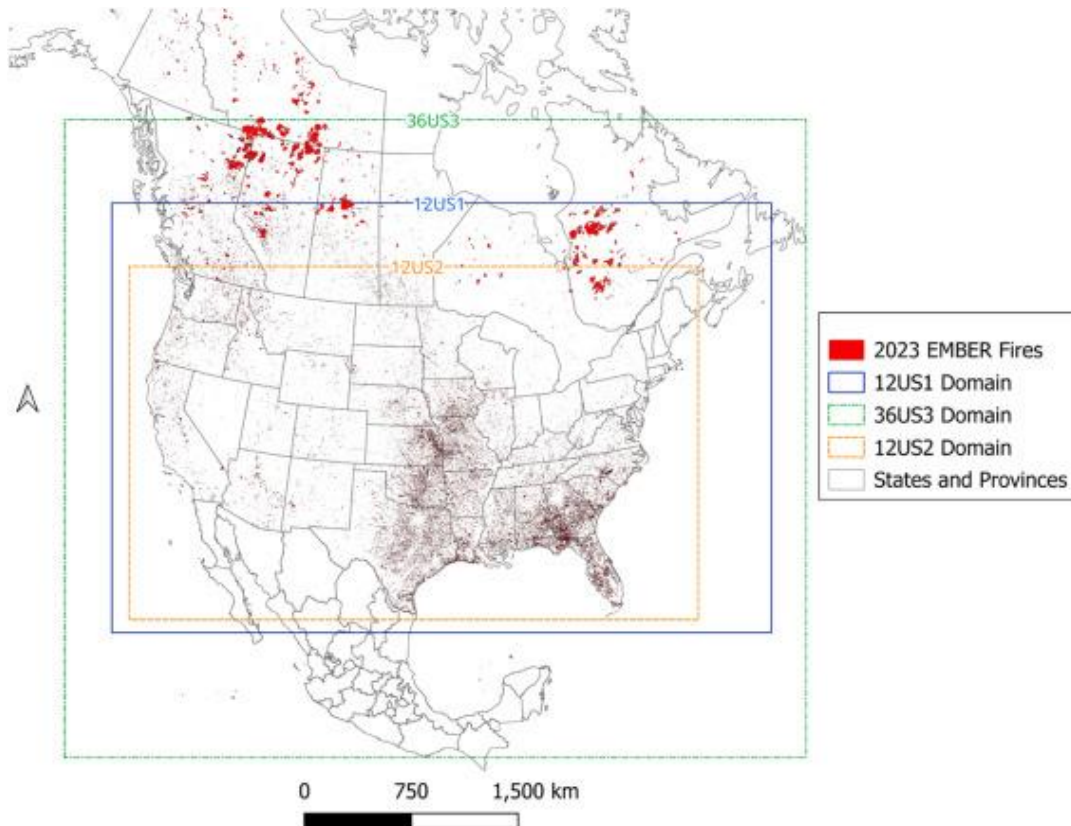 36US3
12US1
12US2
2023 EMBER Fires
12US1 Domain
36US3 Domain
12US2 Domain
States and Provinces
0 750 1,500 km